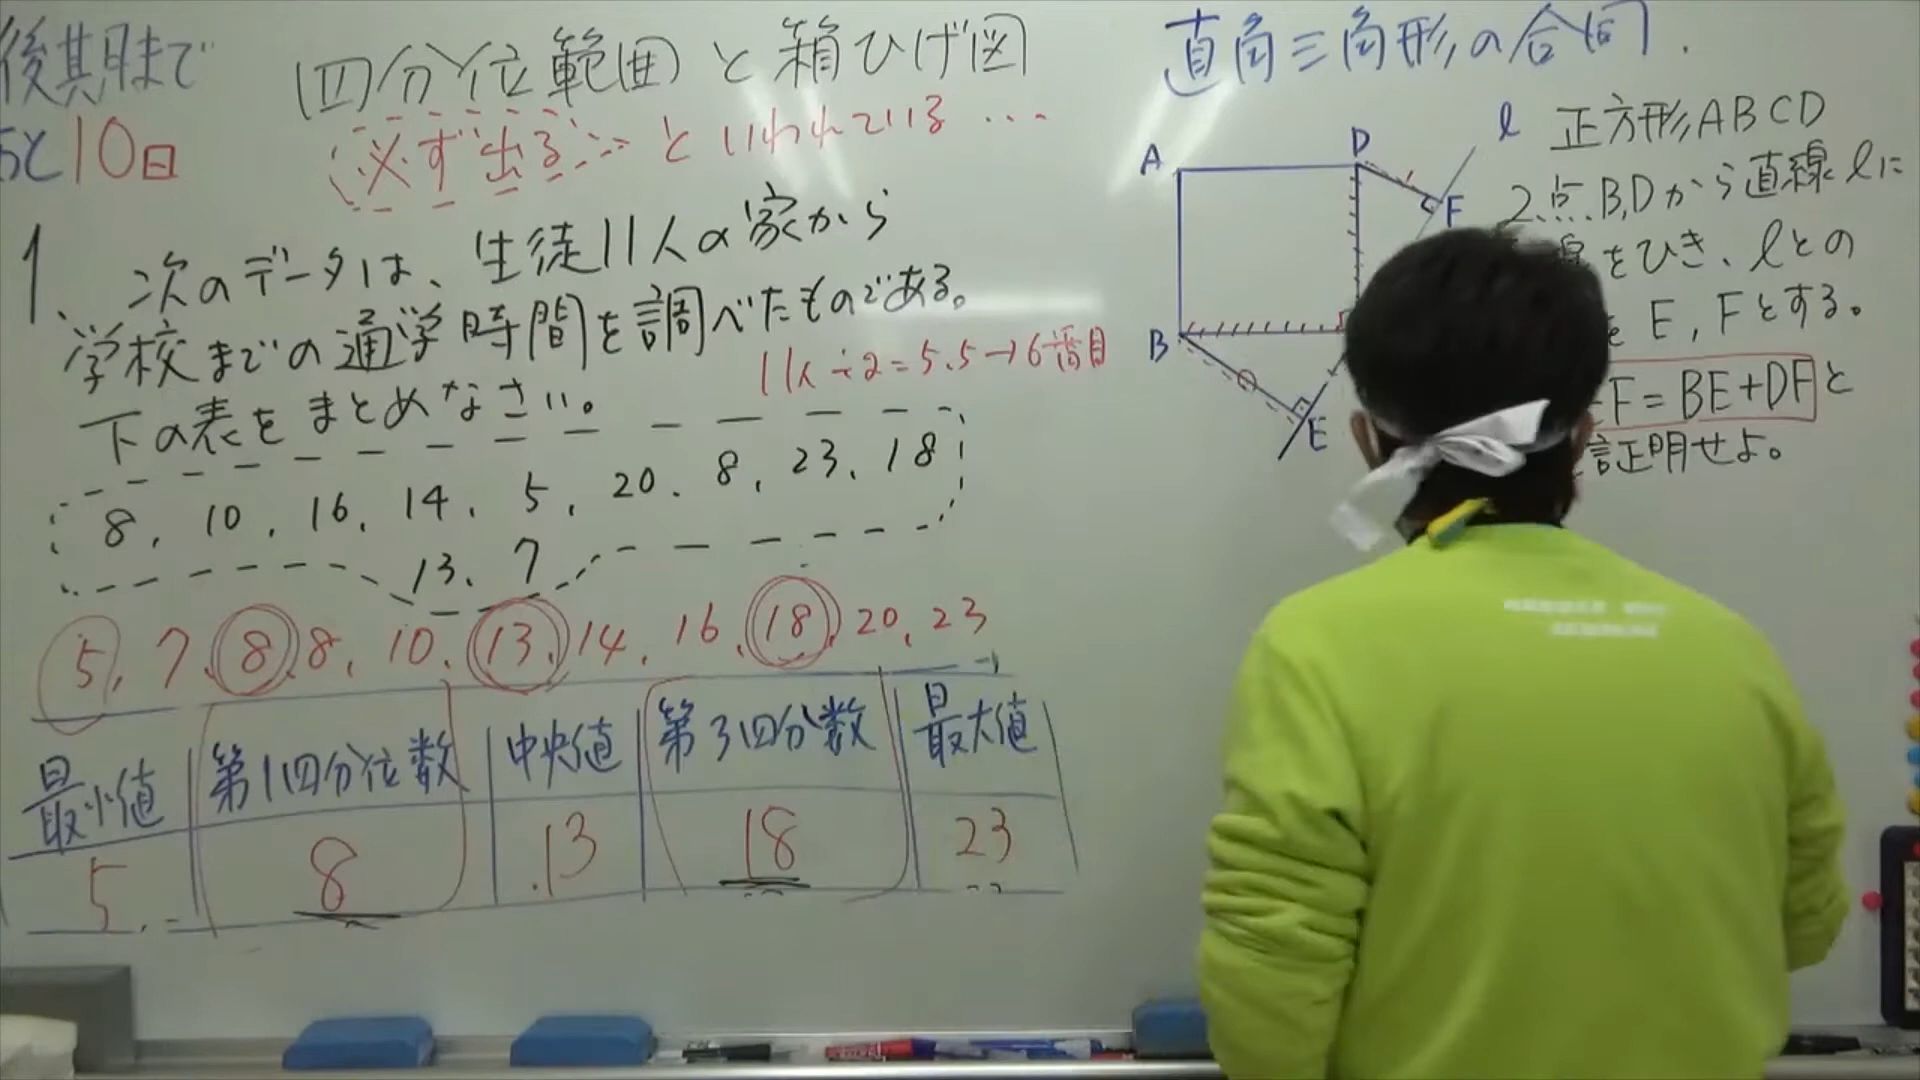 後期まで
あと10日
四分位範囲と箱ひげ図
必ず出る といわれている…
1、次のデータは、生徒11人の家から
学校までの通学時間を調べたものである。
下の表をまとめなさい。
11人÷2=5.5→6番目
8, 10, 16, 14, 5, 20, 8, 23, 18
13, 7
5, 7, 8, 8, 10, 13, 14, 16, 18, 20, 23
最小値 第1四分位数 中央値 第3四分数 最大値
5 8 13 18 23
直角三角形の合同.
A D l F B E
正方形ABCD
2点B,Dから直線lに
をひき、lとの
E,Fとする。
F=BE+DFと
証明せよ。